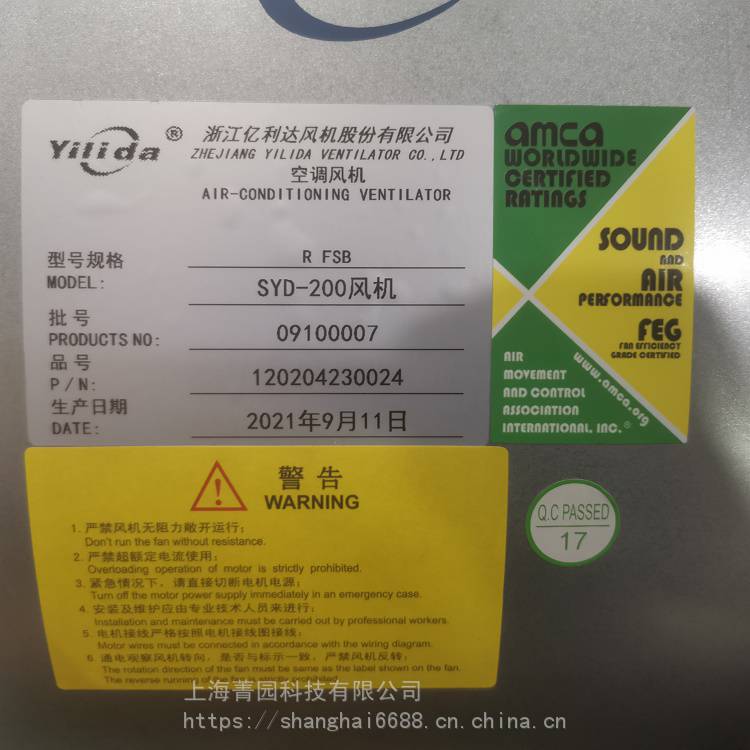 Yilida®
浙江亿利达风机股份有限公司
ZHEJIANG YILIDA VENTILATOR CO.,LTD
空调风机
AIR-CONDITIONING VENTILATOR
型号规格 R FSB
MODEL: SYD-200风机
批号
PRODUCTS NO: 09100007
品号
P/N: 120204230024
生产日期
DATE: 2021年9月11日
amca
WORLDWIDE
CERTIFIED
RATINGS
SOUND
AND
AIR
PERFORMANCE
FEG
FAN EFFICIENCY
GRADE CERTIFIED
www.amca.org
AIR
MOVEMENT
AND CONTROL
ASSOCIATION
INTERNATIONAL, INC.®
警告
WARNING
1. 严禁风机无阻力敞开运行;
Don't run the fan without resistance.
2. 严禁超额定电流使用;
Overloading operation of motor is strictly prohibited.
3. 紧急情况下，请直接切断电机电源;
Turn off the motor power supply immediately in an emergency case.
4. 安装及维护应由专业技术人员来进行;
Installation and maintenance must be carried out by professional workers.
5. 电机接线严格按照电机接线图接线;
Motor wires must be connected in accordance with the wiring diagram.
6. 通电观察风机转向，是否与标示一致，严禁风机反转;
The rotation direction of the fan must be same as the label shown on the fan.
The reverse running of the fan is strictly prohibited.
Q.C PASSED
17
上海菁园科技有限公司
https://shanghai6688.cn.china.cn